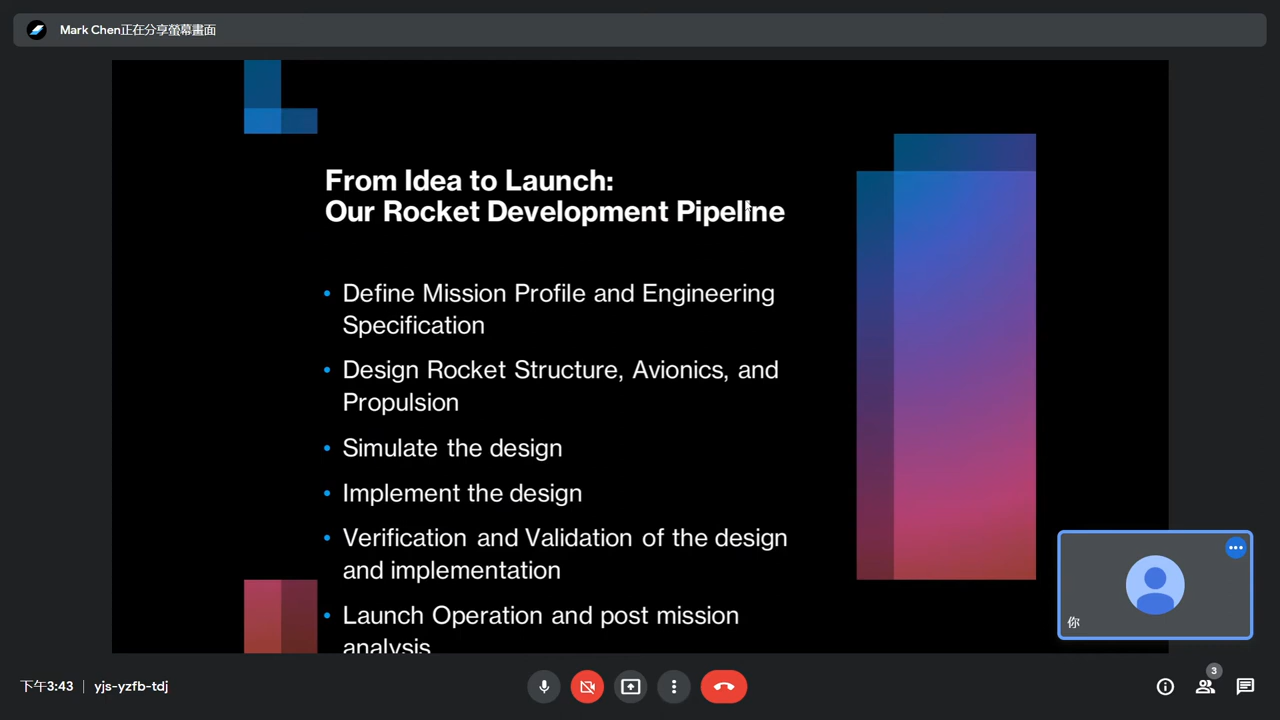 Mark Chen正在分享螢幕畫面
From Idea to Launch:
Our Rocket Development Pipeline
• Define Mission Profile and Engineering
Specification
• Design Rocket Structure, Avionics, and
Propulsion
• Simulate the design
• Implement the design
• Verification and Validation of the design
and implementation
• Launch Operation and post mission
analysis
你
下午3:43 | yjs-yzfb-tdj
3